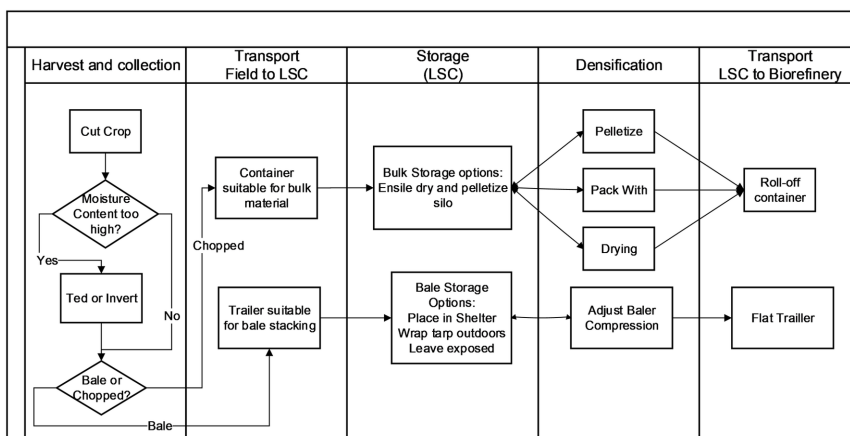 Harvest and collection
Transport
Field to LSC
Storage
(LSC)
Densification
Transport
LSC to Biorefinery
Cut Crop
Moisture
Content too
high?
Yes
No
Ted or Invert
Bale or
Chopped?
Chopped
Bale
Container
suitable for bulk
material
Trailer suitable
for bale stacking
Bulk Storage options:
Ensile dry and pelletize
silo
Bale Storage
Options:
Place in Shelter
Wrap tarp outdoors
Leave exposed
Pelletize
Pack With
Drying
Adjust Baler
Compression
Roll-off
container
Flat Trailler